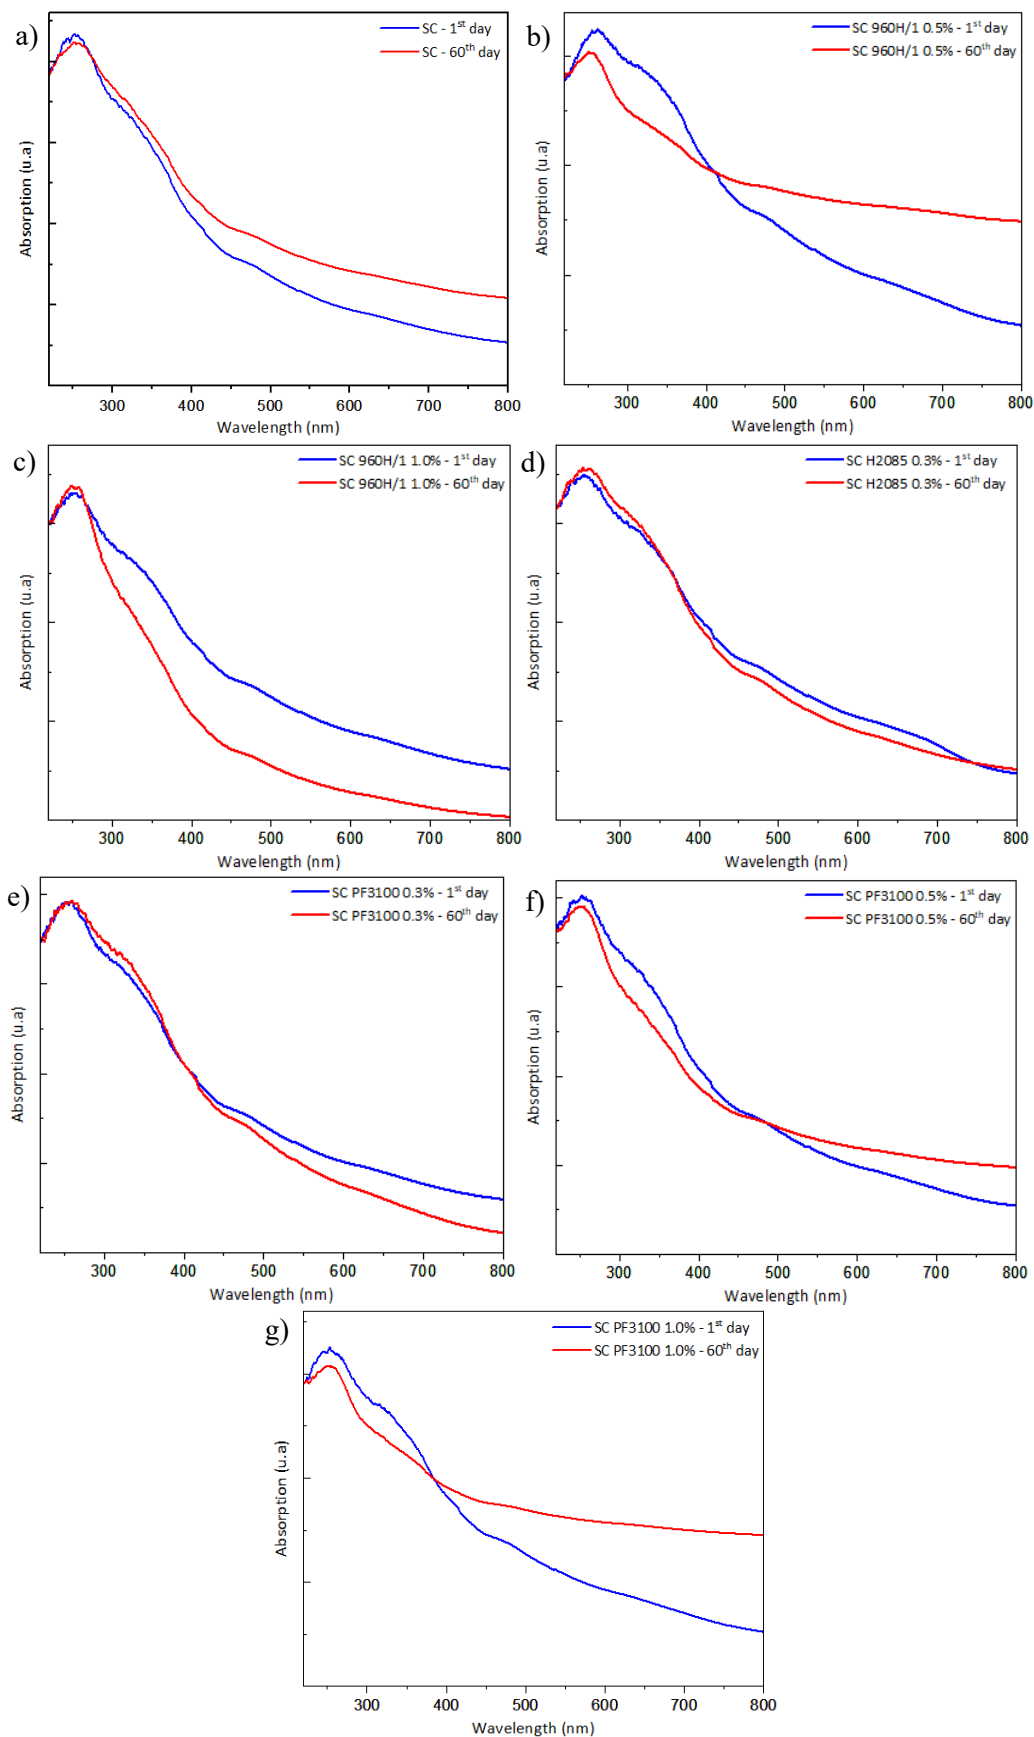 a)
SC - 1st day
SC - 60th day
Absorption (u.a)
300 400 500 600 700 800
Wavelength (nm)
b)
SC 960H/1 0.5% - 1st day
SC 960H/1 0.5% - 60th day
Absorption (u.a)
300 400 500 600 700 800
Wavelength (nm)
c)
SC 960H/1 1.0% - 1st day
SC 960H/1 1.0% - 60th day
Absorption (u.a)
300 400 500 600 700 800
Wavelength (nm)
d)
SC H2085 0.3% - 1st day
SC H2085 0.3% - 60th day
Absorption (u.a)
300 400 500 600 700 800
Wavelength (nm)
e)
SC PF3100 0.3% - 1st day
SC PF3100 0.3% - 60th day
Absorption (u.a)
300 400 500 600 700 800
Wavelength (nm)
f)
SC PF3100 0.5% - 1st day
SC PF3100 0.5% - 60th day
Absorption (u.a)
300 400 500 600 700 800
Wavelength (nm)
g)
SC PF3100 1.0% - 1st day
SC PF3100 1.0% - 60th day
Absorption (u.a)
300 400 500 600 700 800
Wavelength (nm)